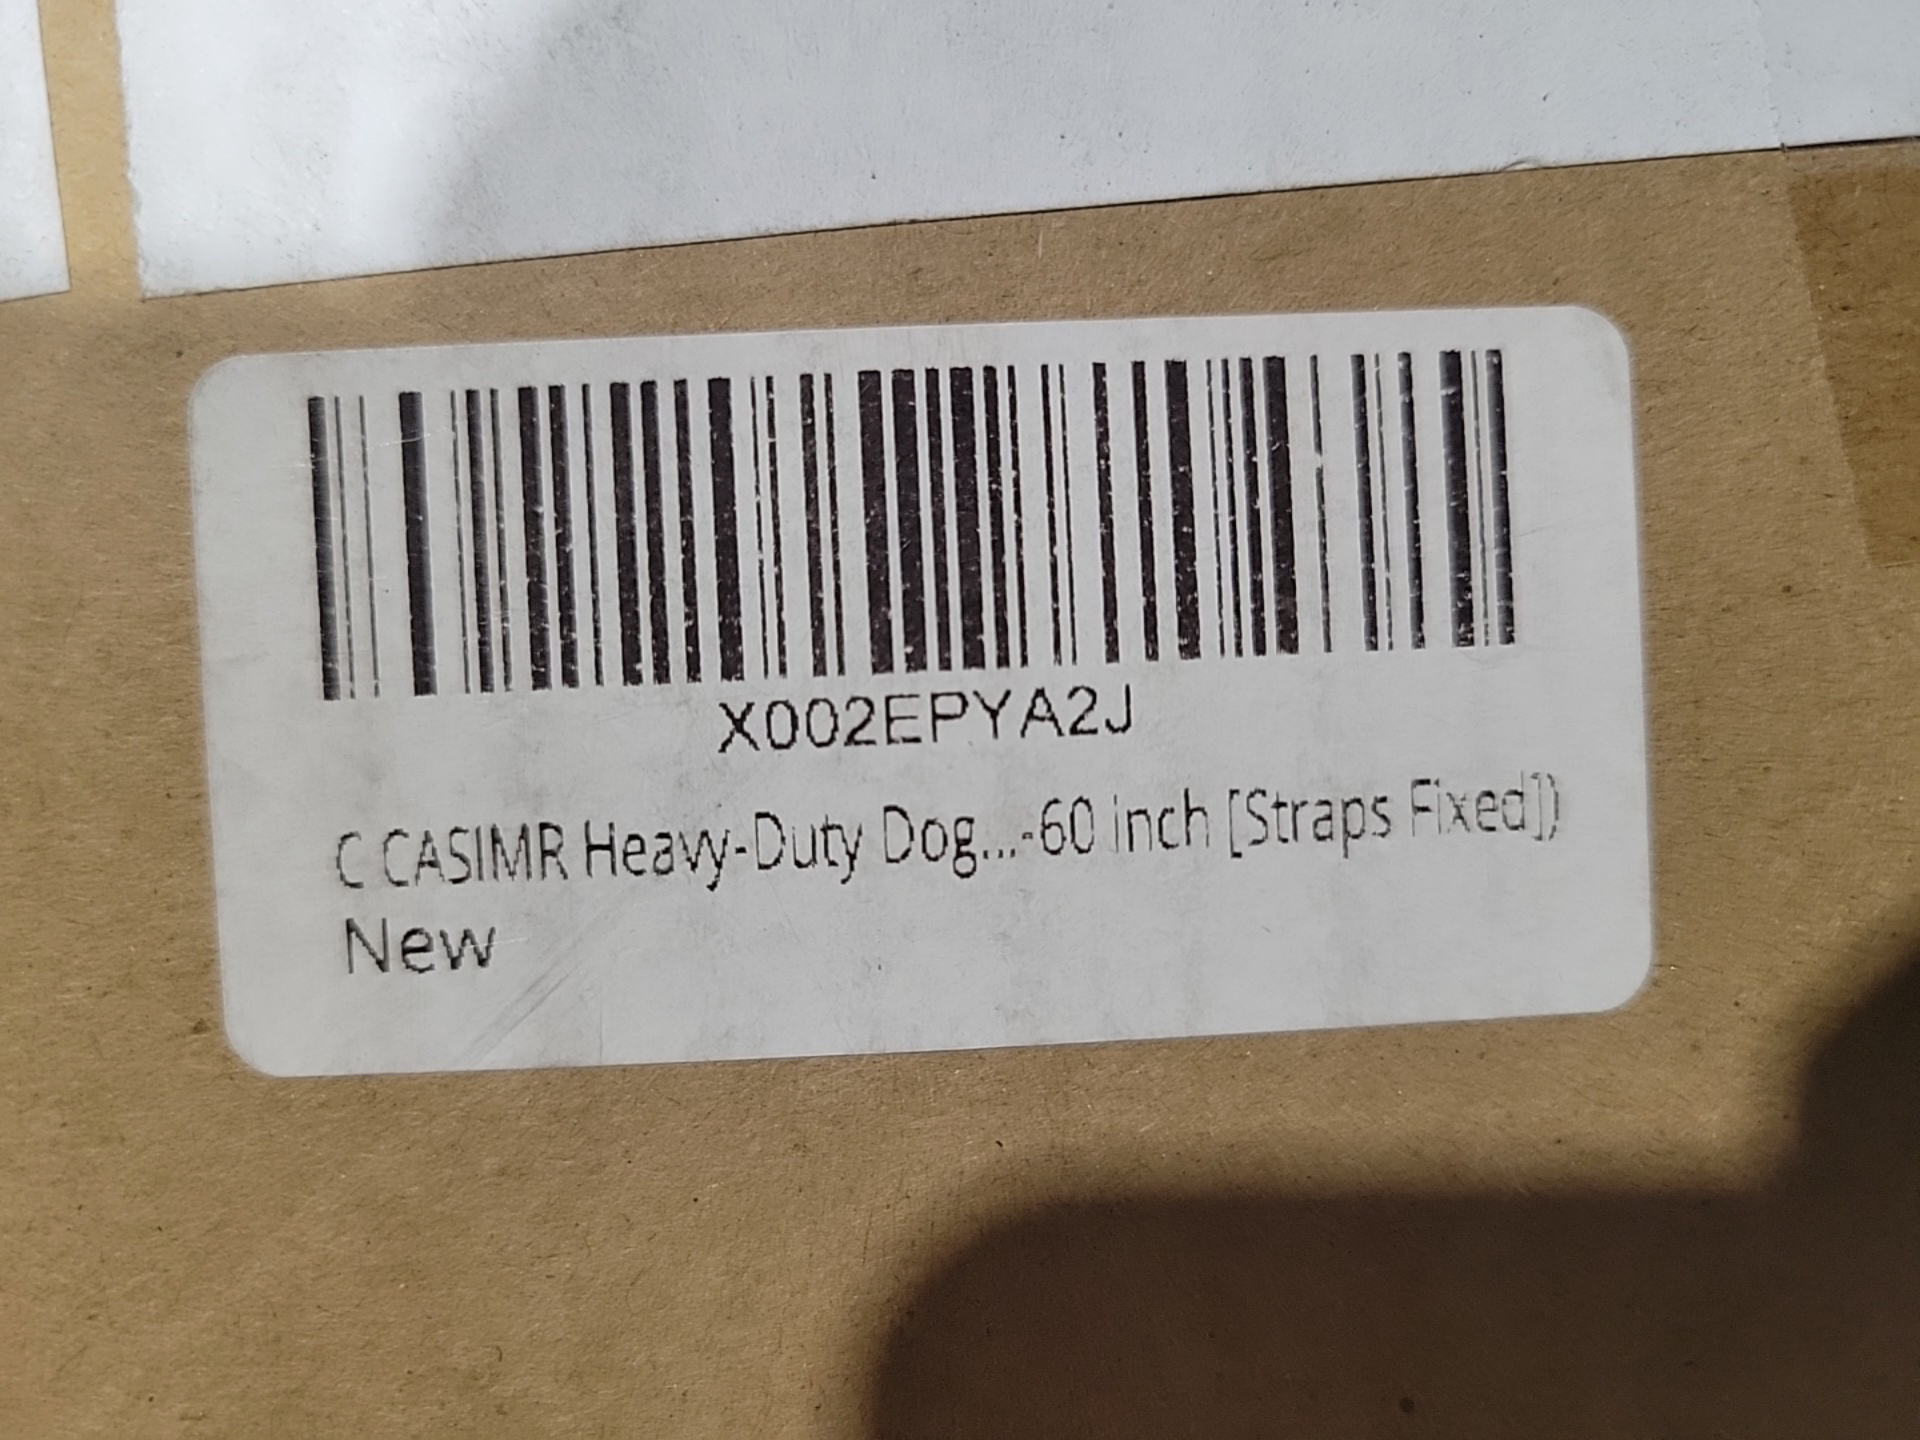 X002EPYA2J
C CASIMR Heavy-Duty Dog...-60 inch [Straps Fixed])
New